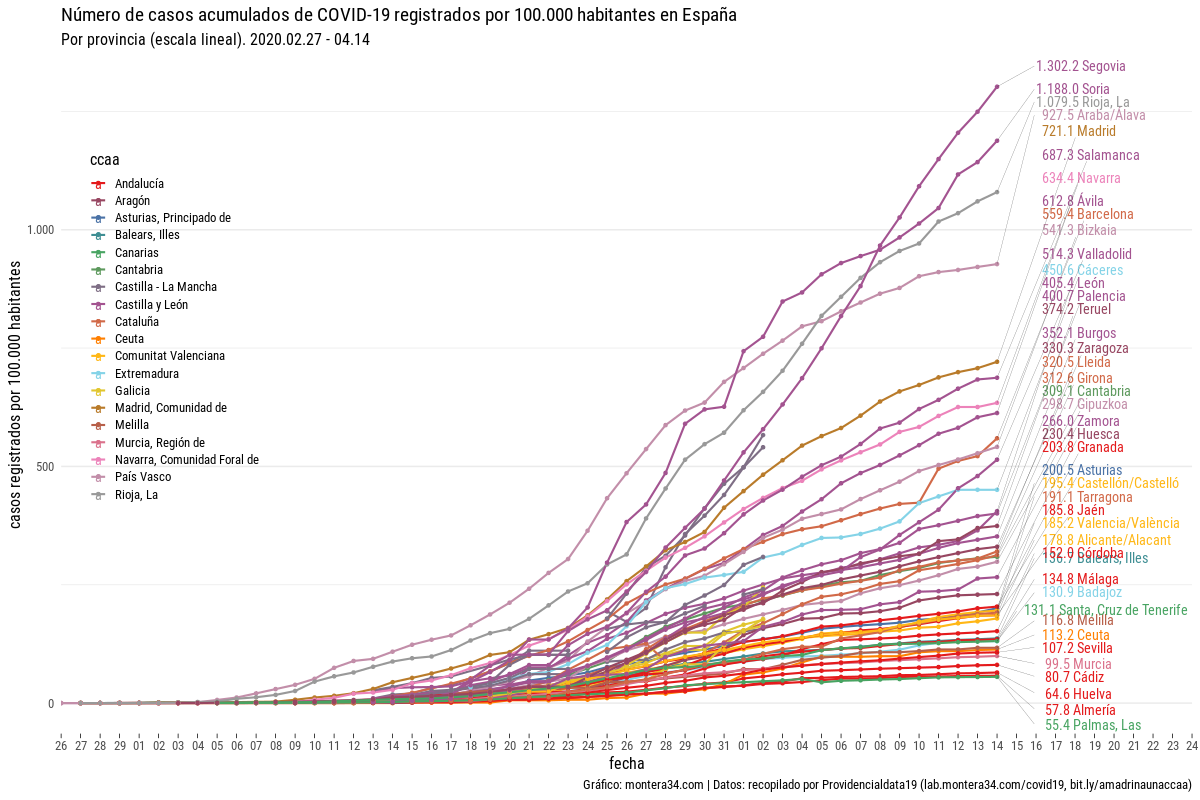 Número de casos acumulados de COVID-19 registrados por 100.000 habitantes en España
Por provincia (escala lineal). 2020.02.27 - 04.14
casos registrados por 100.000 habitantes
1.000
500
0
ccaa
Andalucía
Aragón
Asturias, Principado de
Balears, Illes
Canarias
Cantabria
Castilla - La Mancha
Castilla y León
Cataluña
Ceuta
Comunitat Valenciana
Extremadura
Galicia
Madrid, Comunidad de
Melilla
Murcia, Región de
Navarra, Comunidad Foral de
País Vasco
Rioja, La
1.302.2 Segovia
1.188.0 Soria
1.079.5 Rioja, La
927.5 Araba/Álava
721.1 Madrid
687.3 Salamanca
634.4 Navarra
612.8 Ávila
559.4 Barcelona
541.3 Bizkaia
514.3 Valladolid
450.6 Cáceres
405.4 León
400.7 Palencia
374.2 Teruel
352.1 Burgos
330.3 Zaragoza
320.5 Lleida
312.6 Girona
309.1 Cantabria
298.7 Gipuzkoa
266.0 Zamora
230.4 Huesca
203.8 Granada
200.5 Asturias
195.4 Castellón/Castelló
191.1 Tarragona
185.8 Jaén
185.2 Valencia/València
178.8 Alicante/Alacant
152.0 Córdoba
136.7 Balears, Illes
134.8 Málaga
130.9 Badajoz
131.1 Santa, Cruz de Tenerife
116.8 Melilla
113.2 Ceuta
107.2 Sevilla
99.5 Murcia
80.7 Cádiz
64.6 Huelva
57.8 Almería
55.4 Palmas, Las
26 27 28 29 01 02 03 04 05 06 07 08 09 10 11 12 13 14 15 16 17 18 19 20 21 22 23 24 25 26 27 28 29 30 31 01 02 03 04 05 06 07 08 09 10 11 12 13 14 15 16 17 18 19 20 21 22 23 24
fecha
Gráfico: montera34.com | Datos: recopilado por Providencialdata19 (lab.montera34.com/covid19, bit.ly/amadrinaunaccaa)